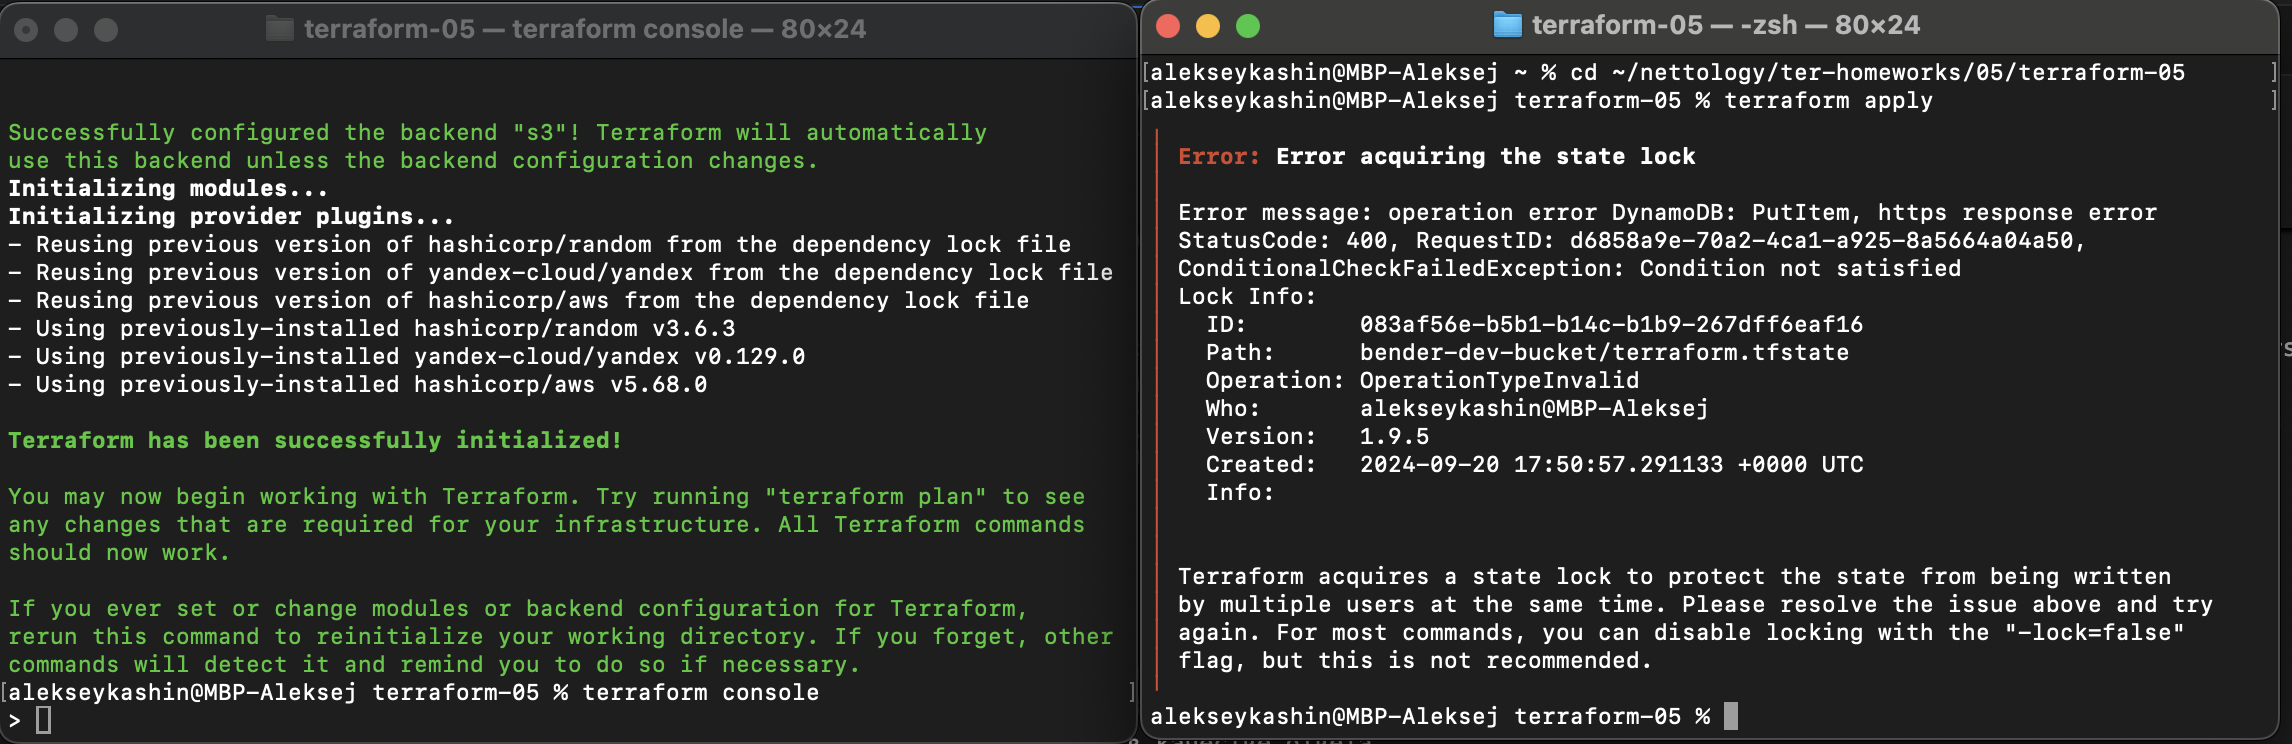 terraform-05 — terraform console — 80×24
Successfully configured the backend "s3"! Terraform will automatically
use this backend unless the backend configuration changes.
Initializing modules...
Initializing provider plugins...
- Reusing previous version of hashicorp/random from the dependency lock file
- Reusing previous version of yandex-cloud/yandex from the dependency lock file
- Reusing previous version of hashicorp/aws from the dependency lock file
- Using previously-installed hashicorp/random v3.6.3
- Using previously-installed yandex-cloud/yandex v0.129.0
- Using previously-installed hashicorp/aws v5.68.0
Terraform has been successfully initialized!
You may now begin working with Terraform. Try running "terraform plan" to see
any changes that are required for your infrastructure. All Terraform commands
should now work.
If you ever set or change modules or backend configuration for Terraform,
rerun this command to reinitialize your working directory. If you forget, other
commands will detect it and remind you to do so if necessary.
[alekseykashin@MBP-Aleksej terraform-05 % terraform console ]
>
terraform-05 — -zsh — 80×24
[alekseykashin@MBP-Aleksej ~ % cd ~/nettology/ter-homeworks/05/terraform-05 ]
[alekseykashin@MBP-Aleksej terraform-05 % terraform apply ]
Error: Error acquiring the state lock
Error message: operation error DynamoDB: PutItem, https response error
StatusCode: 400, RequestID: d6858a9e-70a2-4ca1-a925-8a5664a04a50,
ConditionalCheckFailedException: Condition not satisfied
Lock Info:
ID: 083af56e-b5b1-b14c-b1b9-267dff6eaf16
Path: bender-dev-bucket/terraform.tfstate
Operation: OperationTypeInvalid
Who: alekseykashin@MBP-Aleksej
Version: 1.9.5
Created: 2024-09-20 17:50:57.291133 +0000 UTC
Info:
Terraform acquires a state lock to protect the state from being written
by multiple users at the same time. Please resolve the issue above and try
again. For most commands, you can disable locking with the "-lock=false"
flag, but this is not recommended.
alekseykashin@MBP-Aleksej terraform-05 %